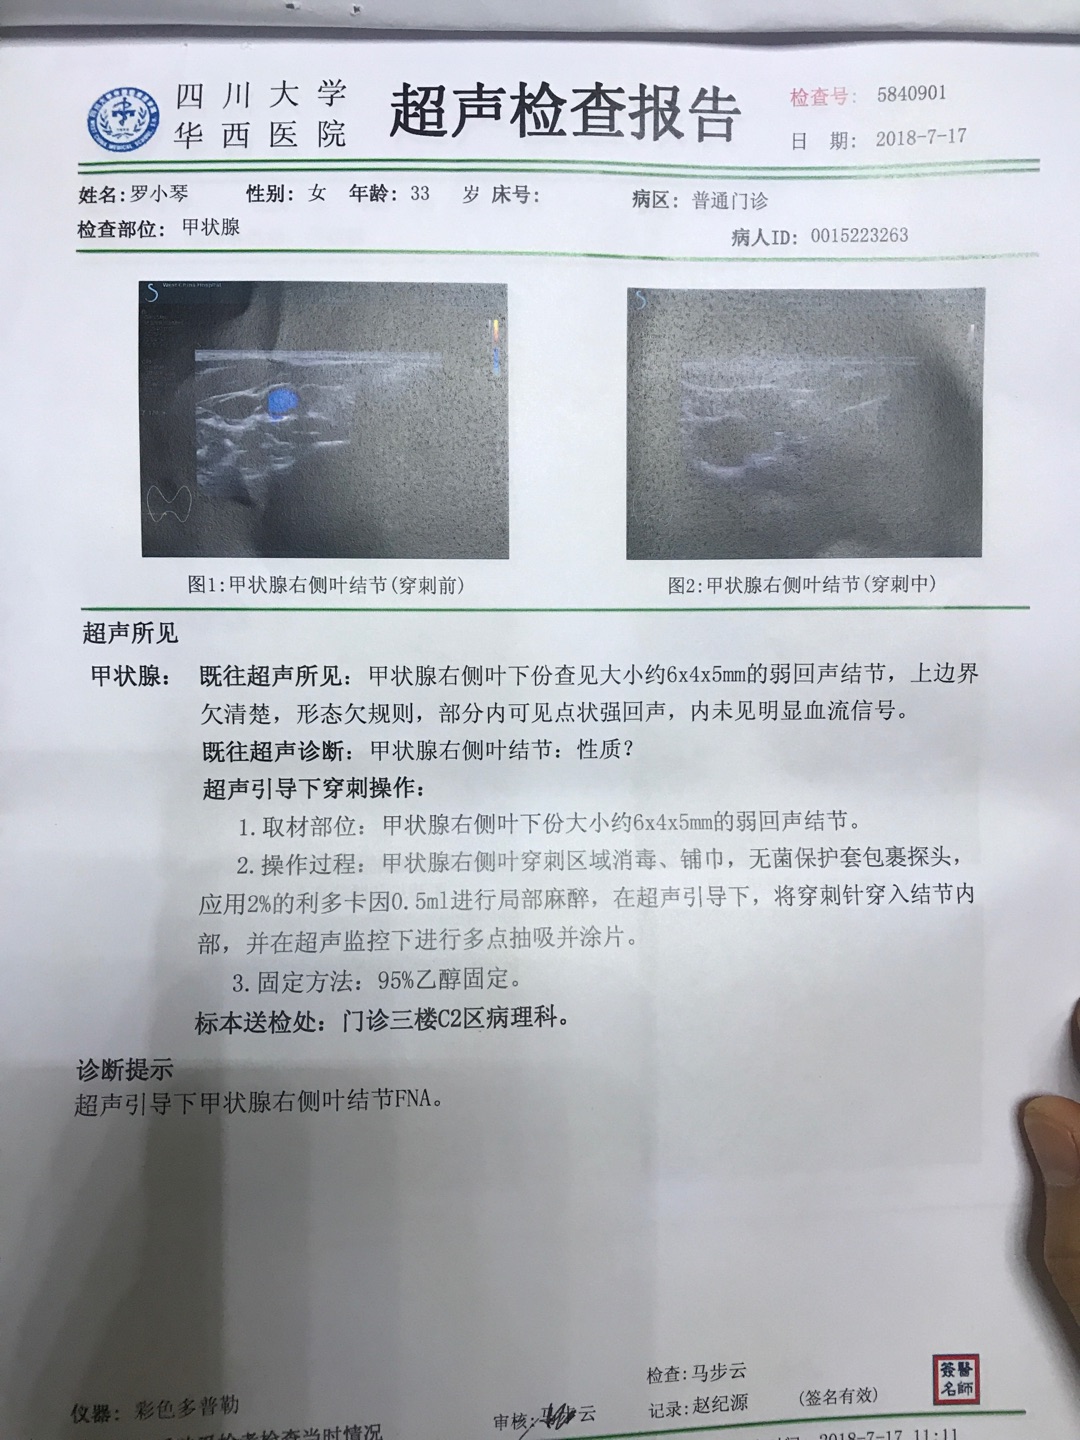 四川大学
华西医院
超声检查报告
检查号: 5840901
日 期: 2018-7-17
姓名:罗小琴 性别: 女 年龄: 33 岁 床号: 病区: 普通门诊
检查部位: 甲状腺
病人ID: 0015223263
图1:甲状腺右侧叶结节(穿刺前)
图2:甲状腺右侧叶结节(穿刺中)
超声所见
甲状腺: 既往超声所见: 甲状腺右侧叶下份查见大小约6x4x5mm的弱回声结节, 上边界
欠清楚, 形态欠规则, 部分内可见点状强回声, 内未见明显血流信号。
既往超声诊断: 甲状腺右侧叶结节: 性质?
超声引导下穿刺操作:
1.取材部位: 甲状腺右侧叶下份大小约6x4x5mm的弱回声结节。
2.操作过程: 甲状腺右侧叶穿刺区域消毒、铺巾, 无菌保护套包裹探头,
应用2%的利多卡因0.5ml进行局部麻醉, 在超声引导下, 将穿刺针穿入结节内
部, 并在超声监控下进行多点抽吸并涂片。
3.固定方法: 95%乙醇固定。
标本送检处: 门诊三楼C2区病理科。
诊断提示
超声引导下甲状腺右侧叶结节FNA。
检查:马步云
仪器: 彩色多普勒
审核:马步云
记录:赵纪源
(签名有效)
签醫
名師
检者检查当时情况
2018-7-17 11:11